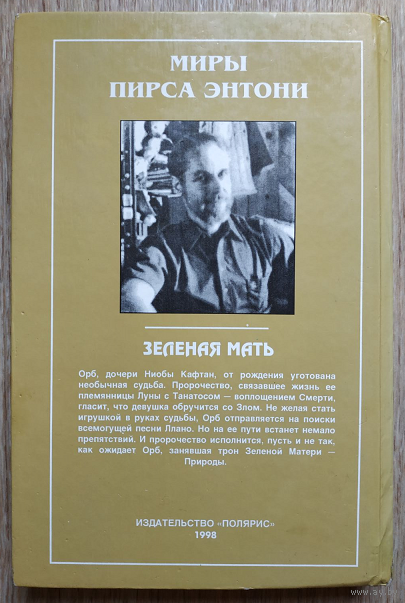 МИРЫ
ПИРСА ЭНТОНИ
ЗЕЛЕНАЯ МАТЬ
Орб, дочери Ниобы Кафтан, от рождения уготована
необычная судьба. Пророчество, связавшее жизнь ее
племянницы Луны с Танатосом — воплощением Смерти,
гласит, что девушка обручится со Злом. Не желая стать
игрушкой в руках судьбы, Орб отправляется на поиски
всемогущей песни Ллано. Но на ее пути встанет немало
препятствий. И пророчество исполнится, пусть и не так,
как ожидает Орб, занявшая трон Зеленой Матери —
Природы.
ИЗДАТЕЛЬСТВО «ПОЛЯРИС»
1998